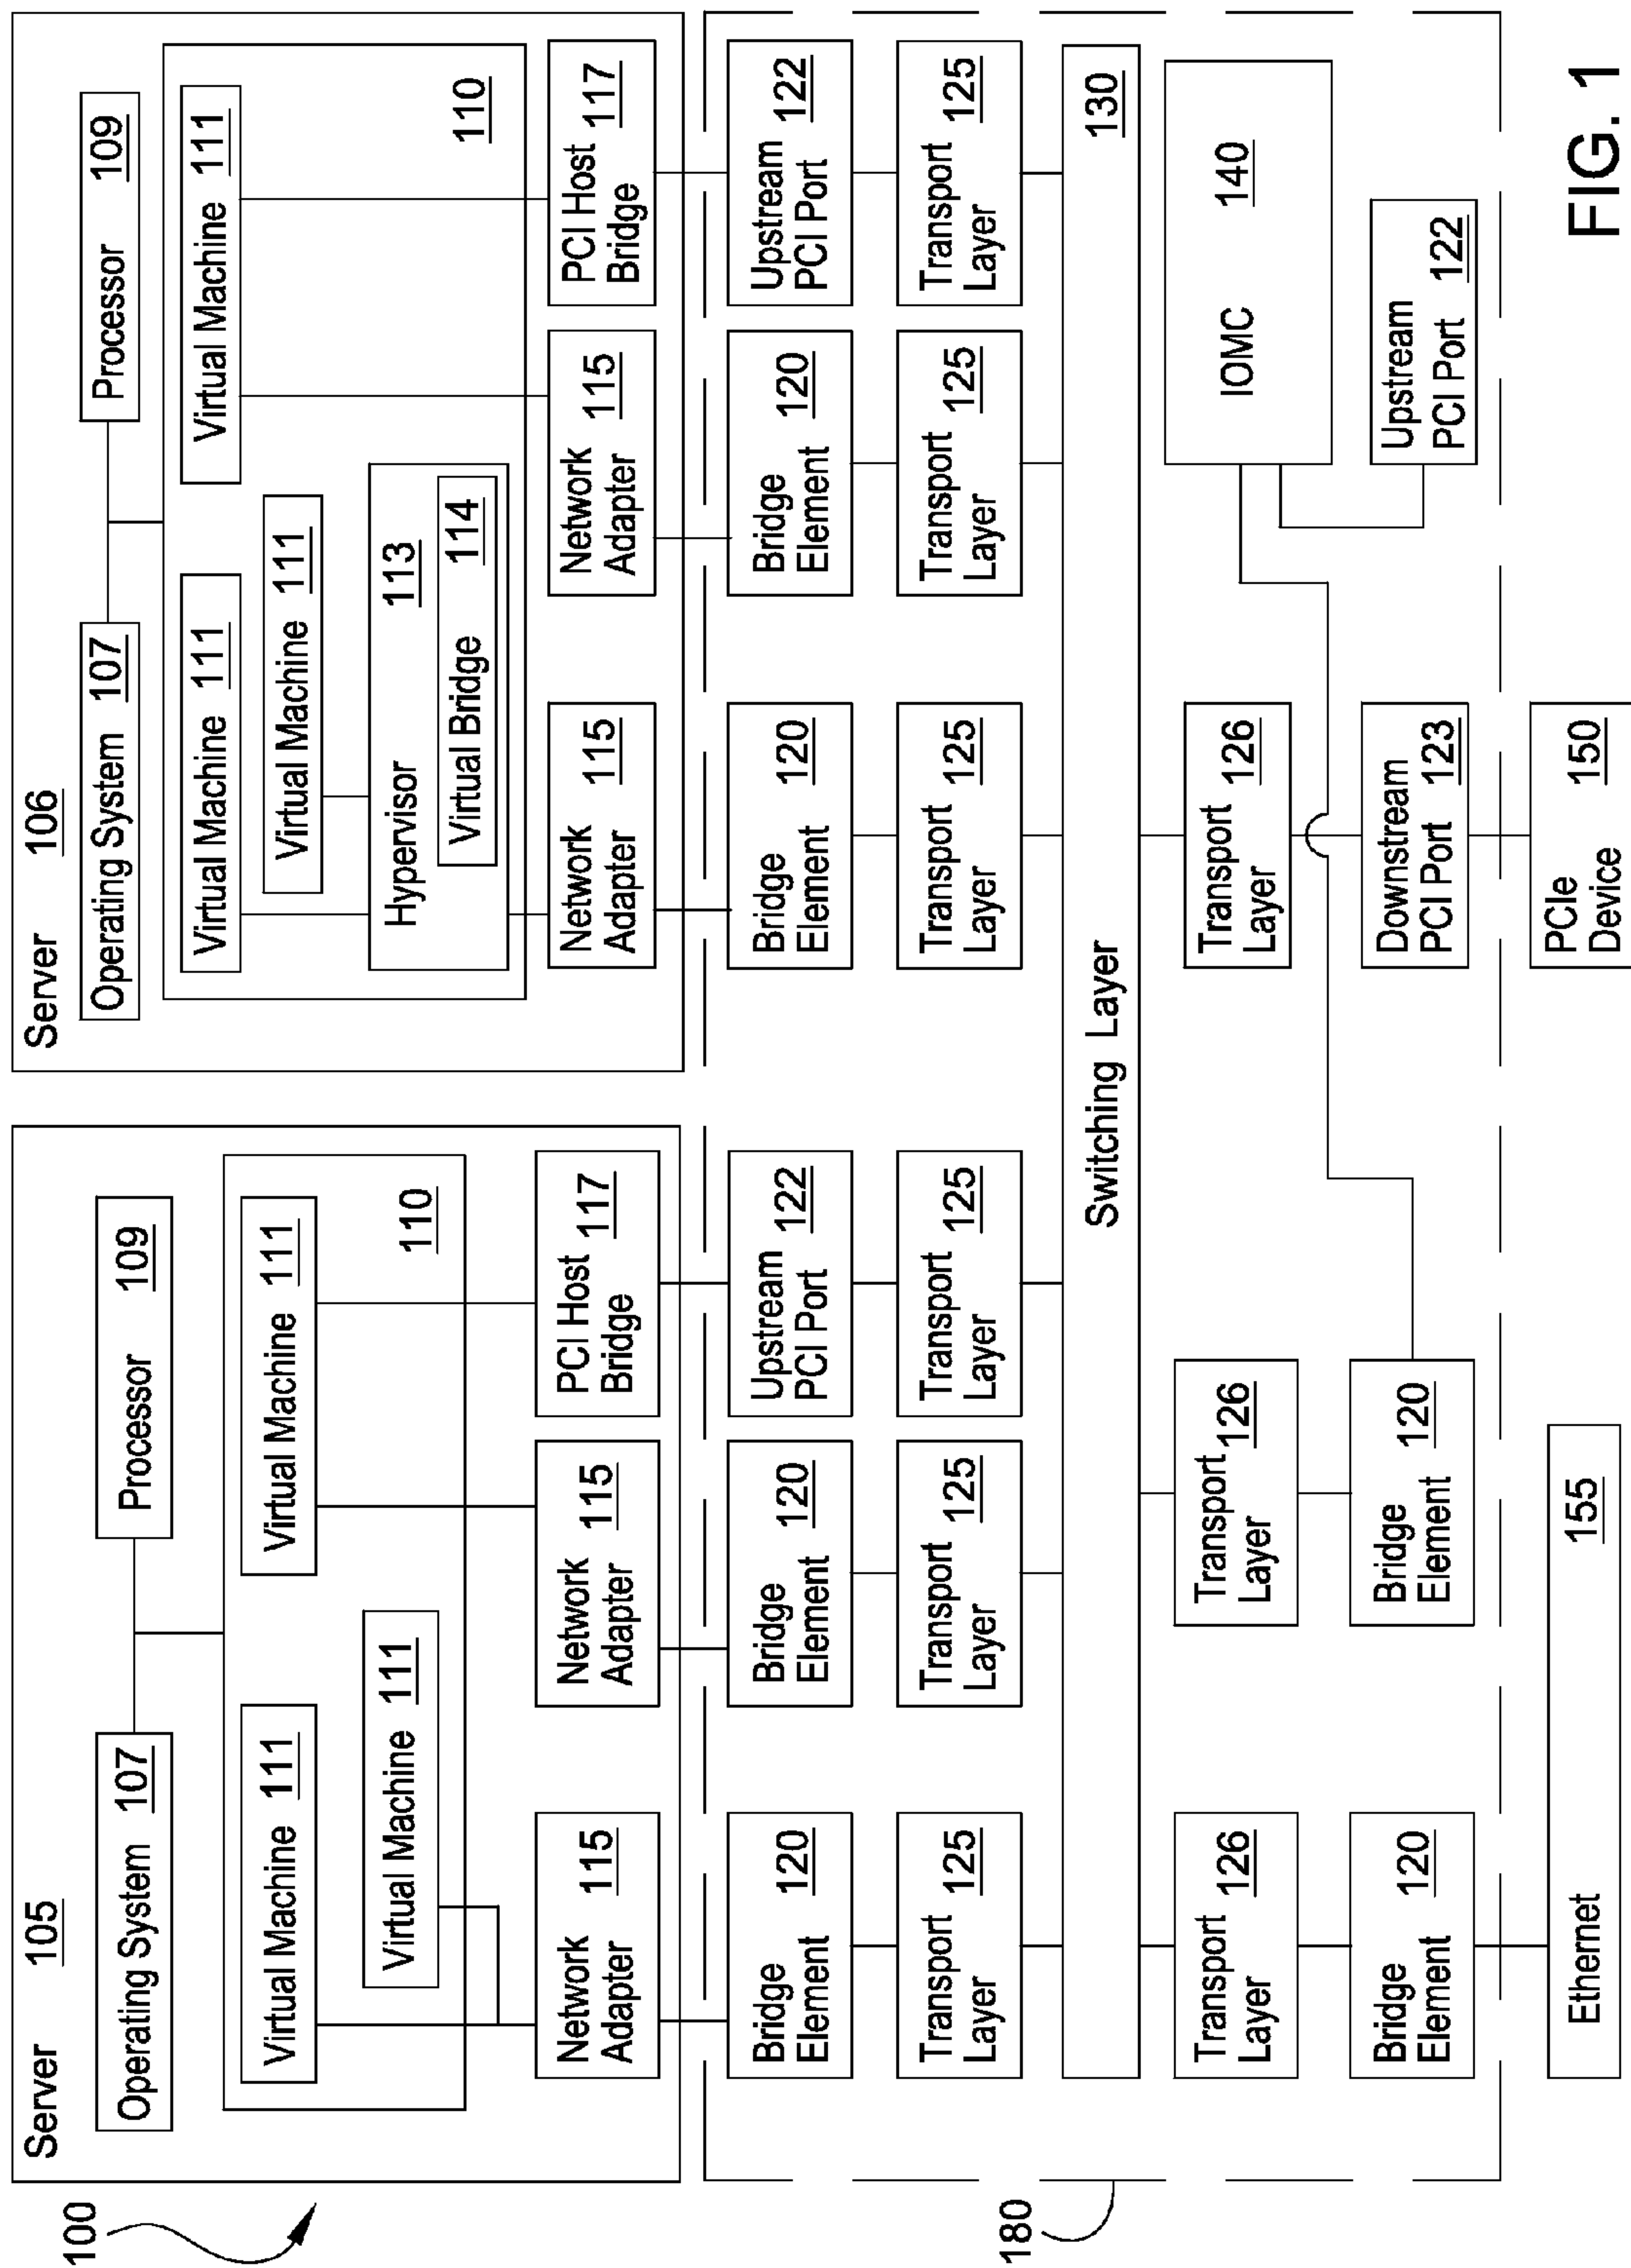 100
Server 105
Operating System 107
Processor 109
Virtual Machine 111
Virtual Machine 111
Virtual Machine 111
110
Network
Adapter 115
Network
Adapter 115
PCI Host
Bridge 117
Server 106
Operating System 107
Processor 109
Virtual Machine 111
Virtual Machine 111
Virtual Machine 111
Hypervisor 113
Virtual Bridge 114
110
Network
Adapter 115
Network
Adapter 115
PCI Host
Bridge 117
180
Bridge
Element 120
Bridge
Element 120
Upstream
PCI Port 122
Bridge
Element 120
Bridge
Element 120
Upstream
PCI Port 122
Transport
Layer 125
Transport
Layer 125
Transport
Layer 125
Transport
Layer 125
Transport
Layer 125
Transport
Layer 125
Switching Layer 130
Transport
Layer 126
Transport
Layer 126
Transport
Layer 126
IOMC 140
Bridge
Element 120
Bridge
Element 120
Downstream
PCI Port 123
Upstream
PCI Port 122
Ethernet 155
PCIe
Device 150
FIG. 1